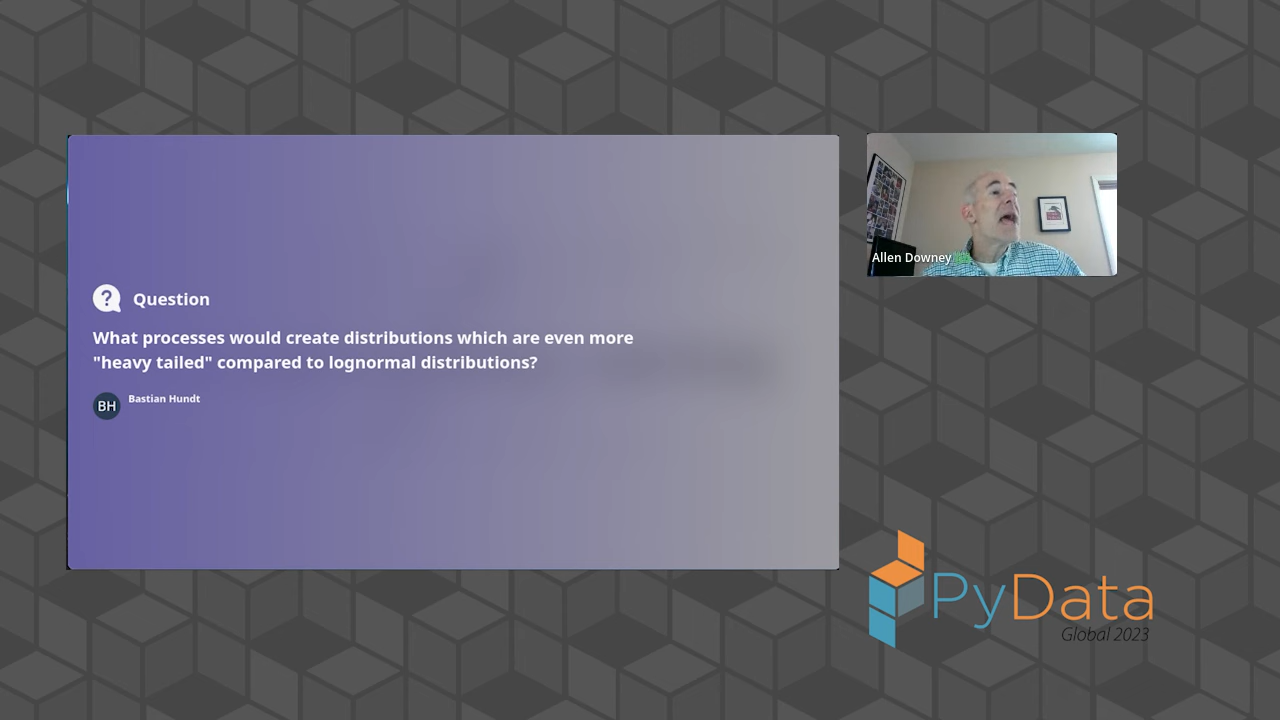 Question
What processes would create distributions which are even more
"heavy tailed" compared to lognormal distributions?
BH
Bastian Hundt
Allen Downey
PyData
Global 2023